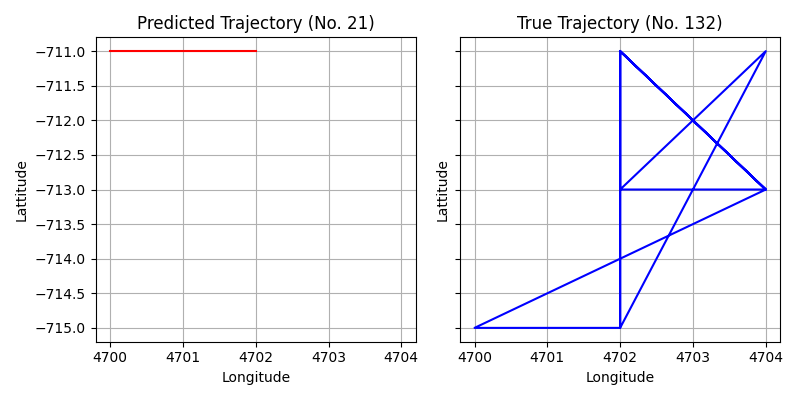 Predicted Trajectory (No. 21)
True Trajectory (No. 132)
−711.0
−711.5
−712.0
−712.5
−713.0
−713.5
−714.0
−714.5
−715.0
Lattitude
Lattitude
4700 4701 4702 4703 4704
4700 4701 4702 4703 4704
Longitude
Longitude